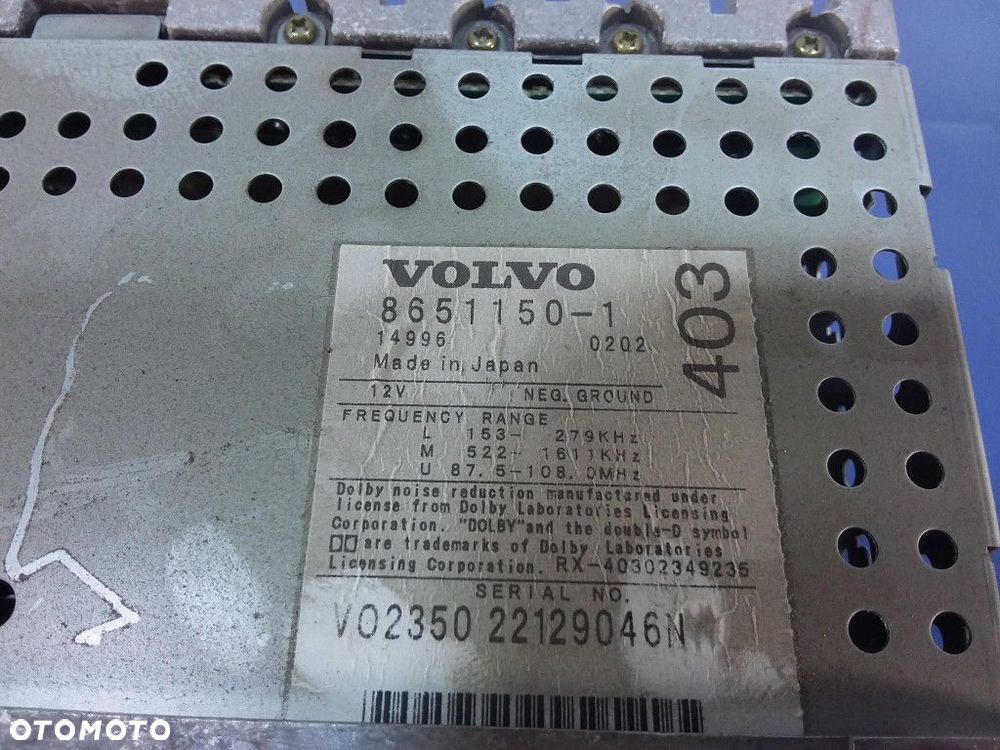 VOLVO
8651150-1
14996 0202
Made in Japan
403
12V NEG. GROUND
FREQUENCY RANGE
L 153- 279KHz
M 522- 1611KHz
U 87.5-108.0MHz
Dolby noise reduction manufactured under
license from Dolby Laboratories Licensing
Corporation. "DOLBY" and the double-D symbol
are trademarks of Dolby Laboratories
Licensing Corporation. RX-40302349235
SERIAL NO.
VO2350 22129046N
OTOMOTO